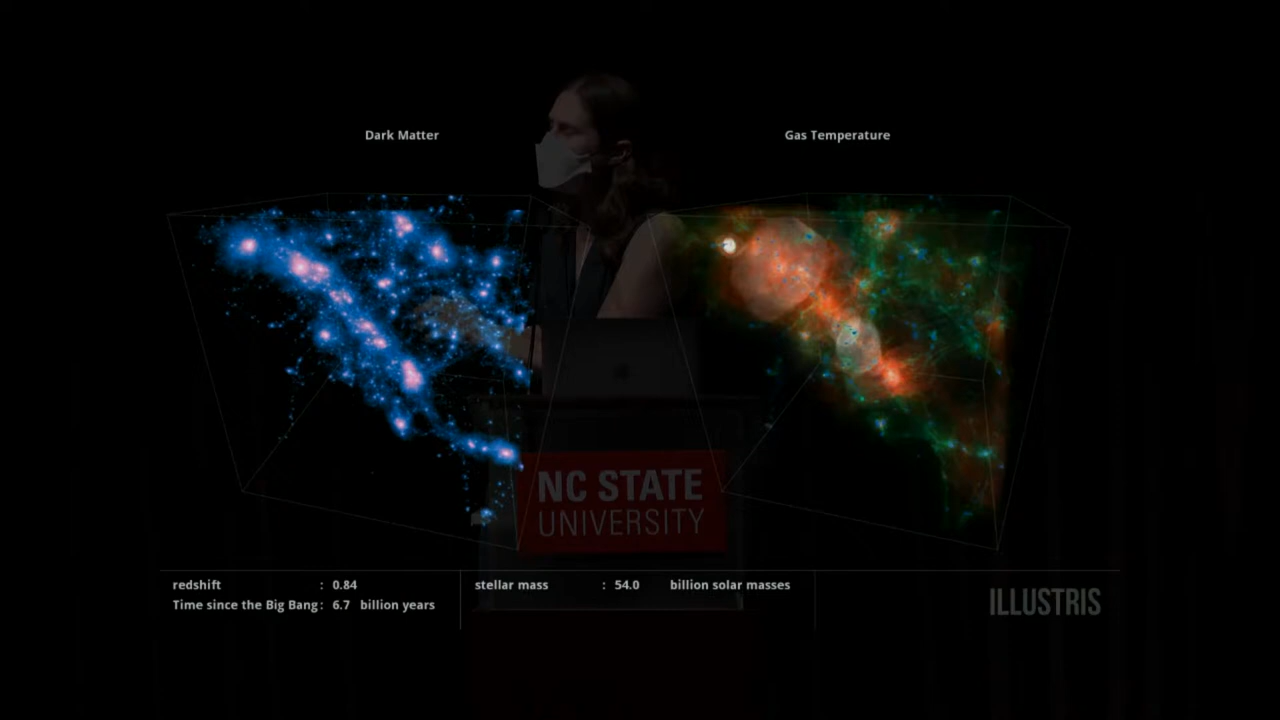 Dark Matter
Gas Temperature
NC STATE
UNIVERSITY
redshift : 0.84
Time since the Big Bang : 6.7 billion years
stellar mass : 54.0 billion solar masses
ILLUSTRIS